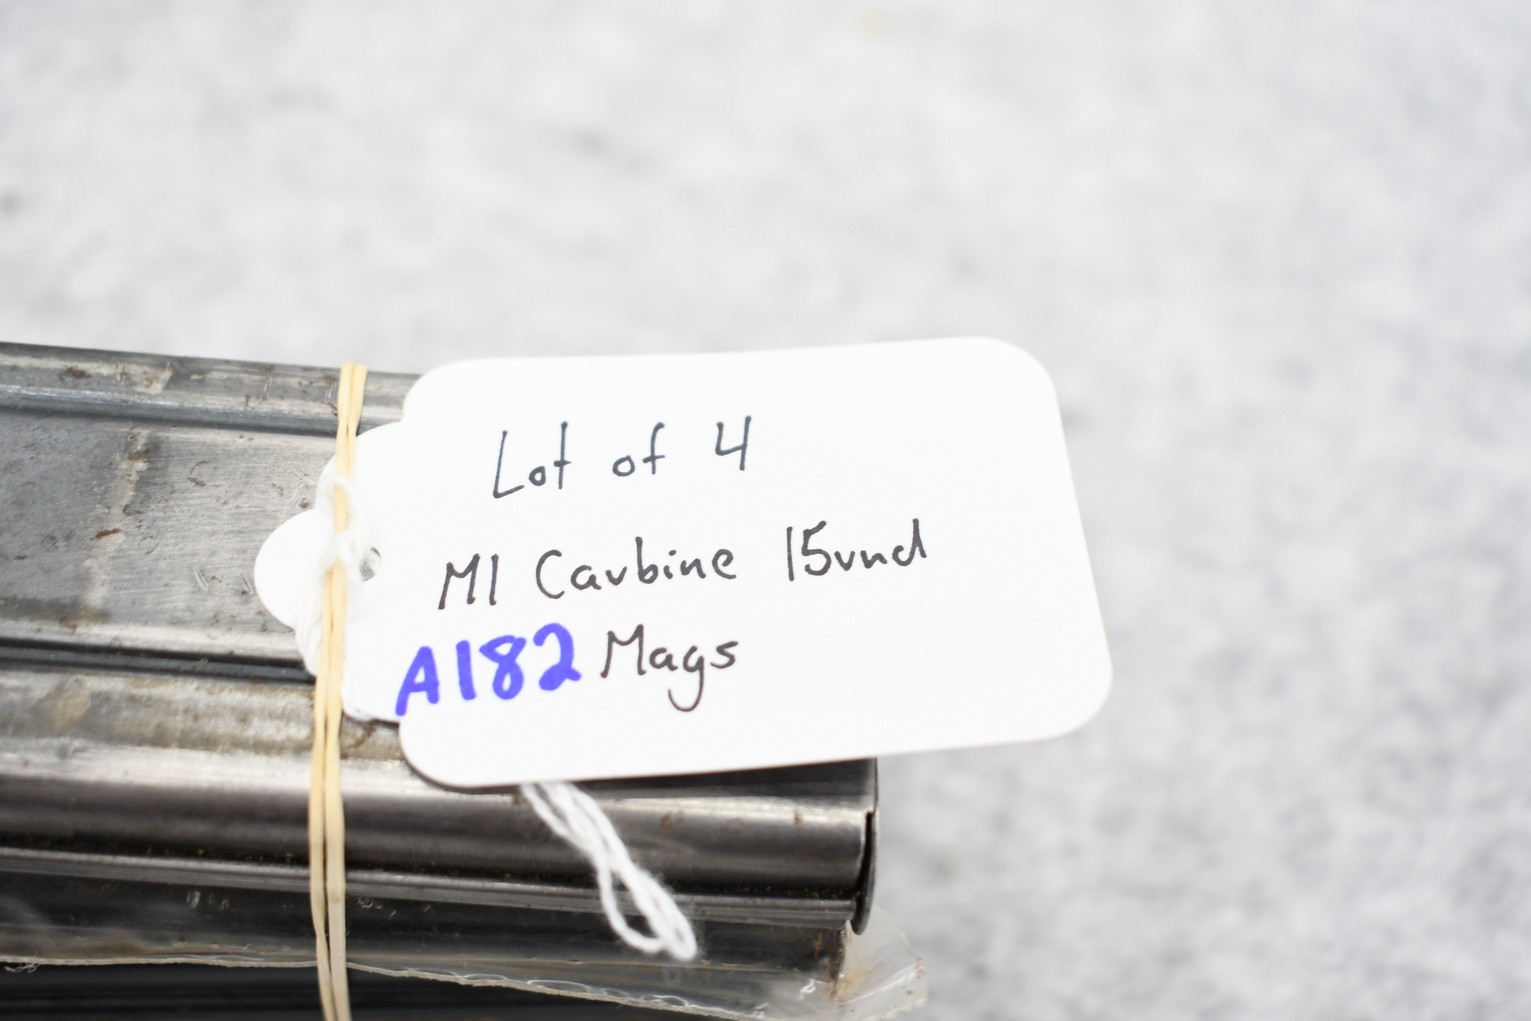 Lot of 4
M1 Carbine 15rnd
A182 Mags